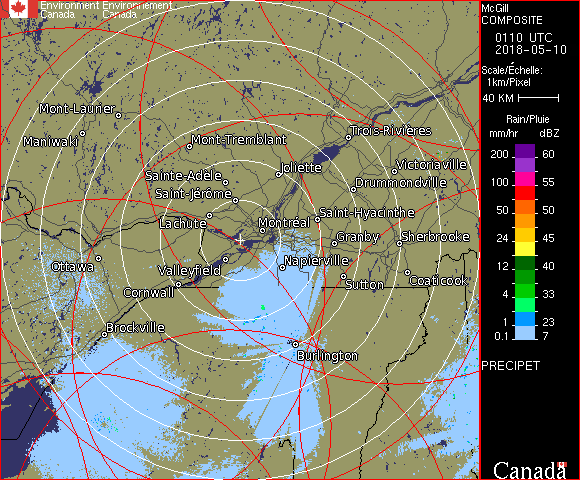 Environment Environnement
Canada Canada
McGill
COMPOSITE
0110 UTC
2018-05-10
Scale/Échelle:
1km/Pixel
40 KM
Rain/Pluie
mm/hr dBZ
200 60
100 55
50 50
24 45
12 40
4 33
1 23
0.1 7
PRECIPET
Canada
Mont-Laurier
Maniwaki
Mont-Tremblant
Trois-Rivières
Joliette
Victoriaville
Sainte-Adèle
Drummondville
Saint-Jérôme
Lachute
Saint-Hyacinthe
Montréal
Granby
Sherbrooke
Ottawa
Valleyfield
Napierville
Cornwall
Sutton
Coaticook
Brockville
Burlington